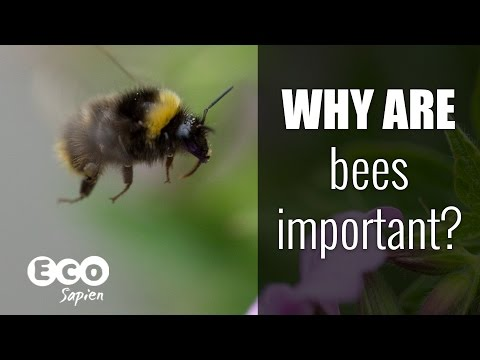 WHY ARE
bees
important?
ECO
Sapien